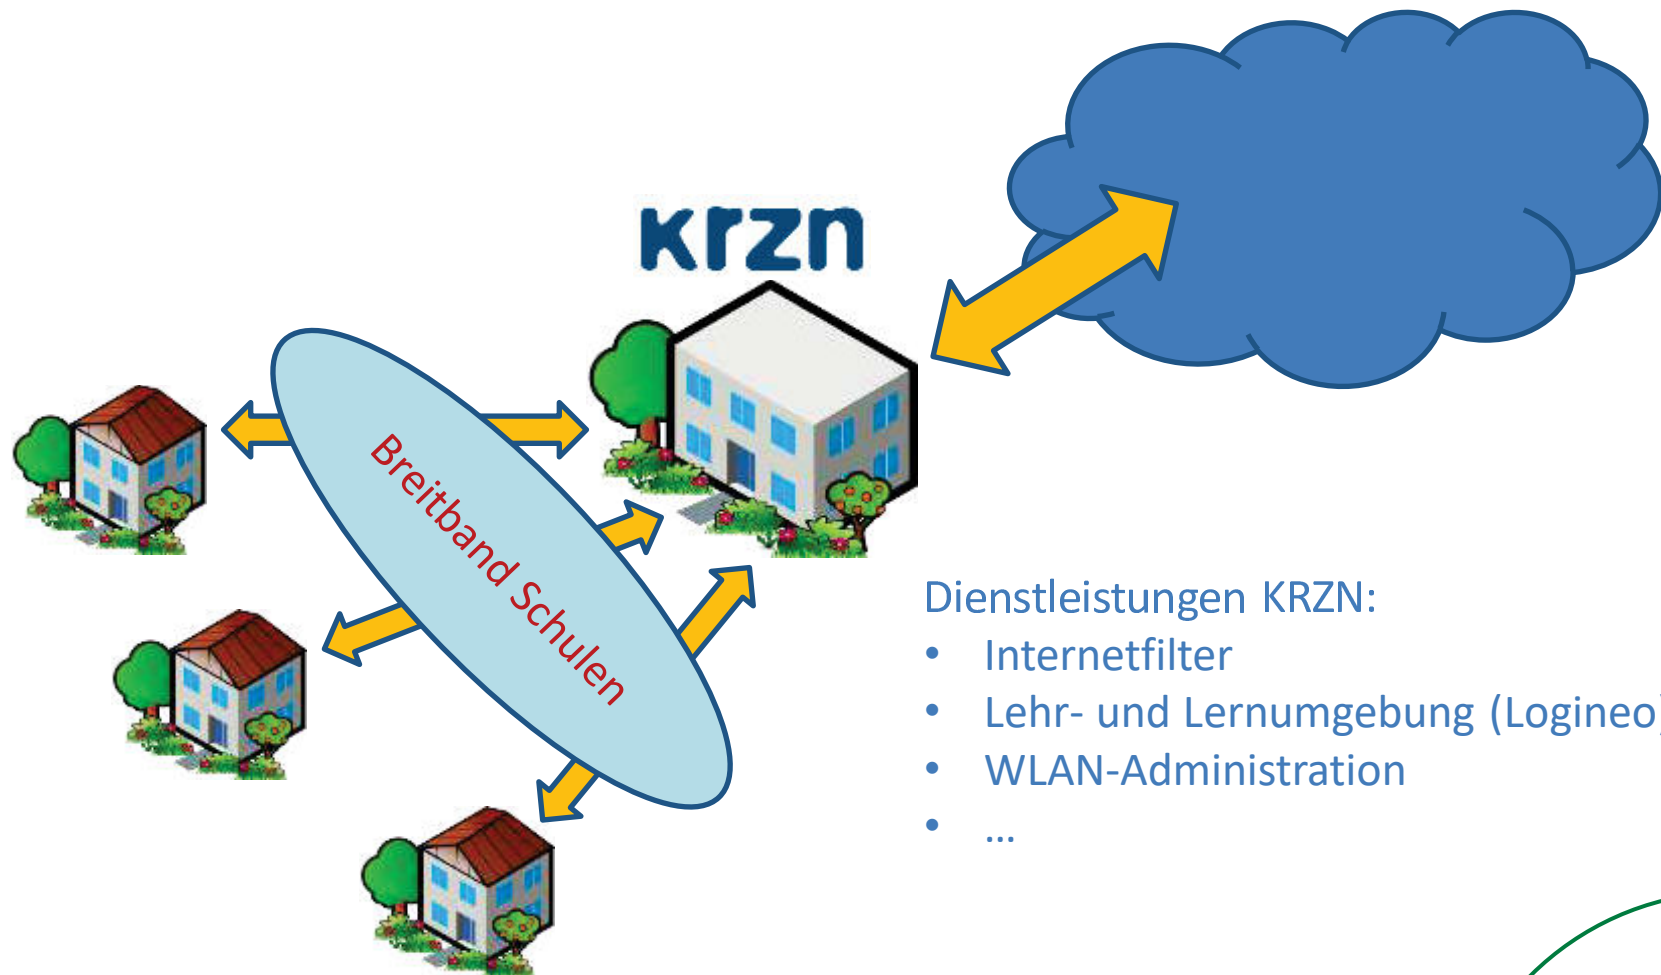 krzn
Breitband Schulen
Dienstleistungen KRZN:
• Internetfilter
• Lehr- und Lernumgebung (Logineo)
• WLAN-Administration
• ...